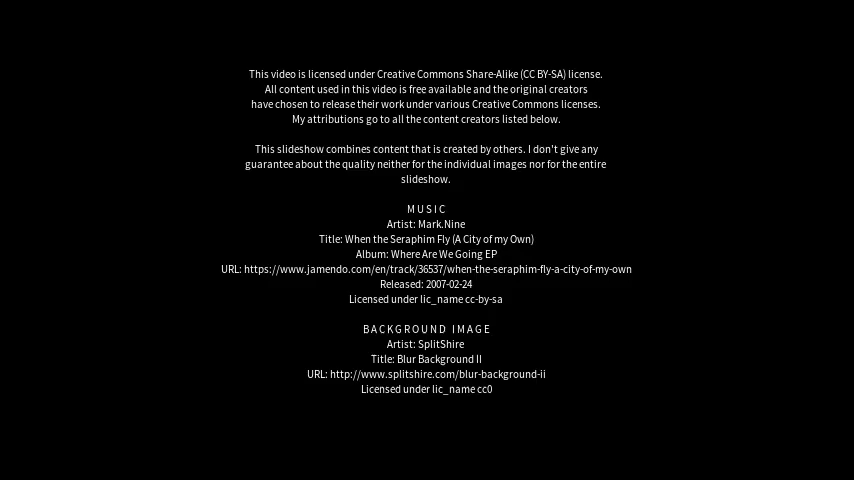 This video is licensed under Creative Commons Share-Alike (CC BY-SA) license.
All content used in this video is free available and the original creators
have chosen to release their work under various Creative Commons licenses.
My attributions go to all the content creators listed below.
This slideshow combines content that is created by others. I don't give any
guarantee about the quality neither for the individual images nor for the entire
slideshow.
MUSIC
Artist: Mark.Nine
Title: When the Seraphim Fly (A City of my Own)
Album: Where Are We Going EP
URL: https://www.jamendo.com/en/track/36537/when-the-seraphim-fly-a-city-of-my-own
Released: 2007-02-24
Licensed under lic_name cc-by-sa
BACKGROUND IMAGE
Artist: SplitShire
Title: Blur Background II
URL: http://www.splitshire.com/blur-background-ii
Licensed under lic_name cc0